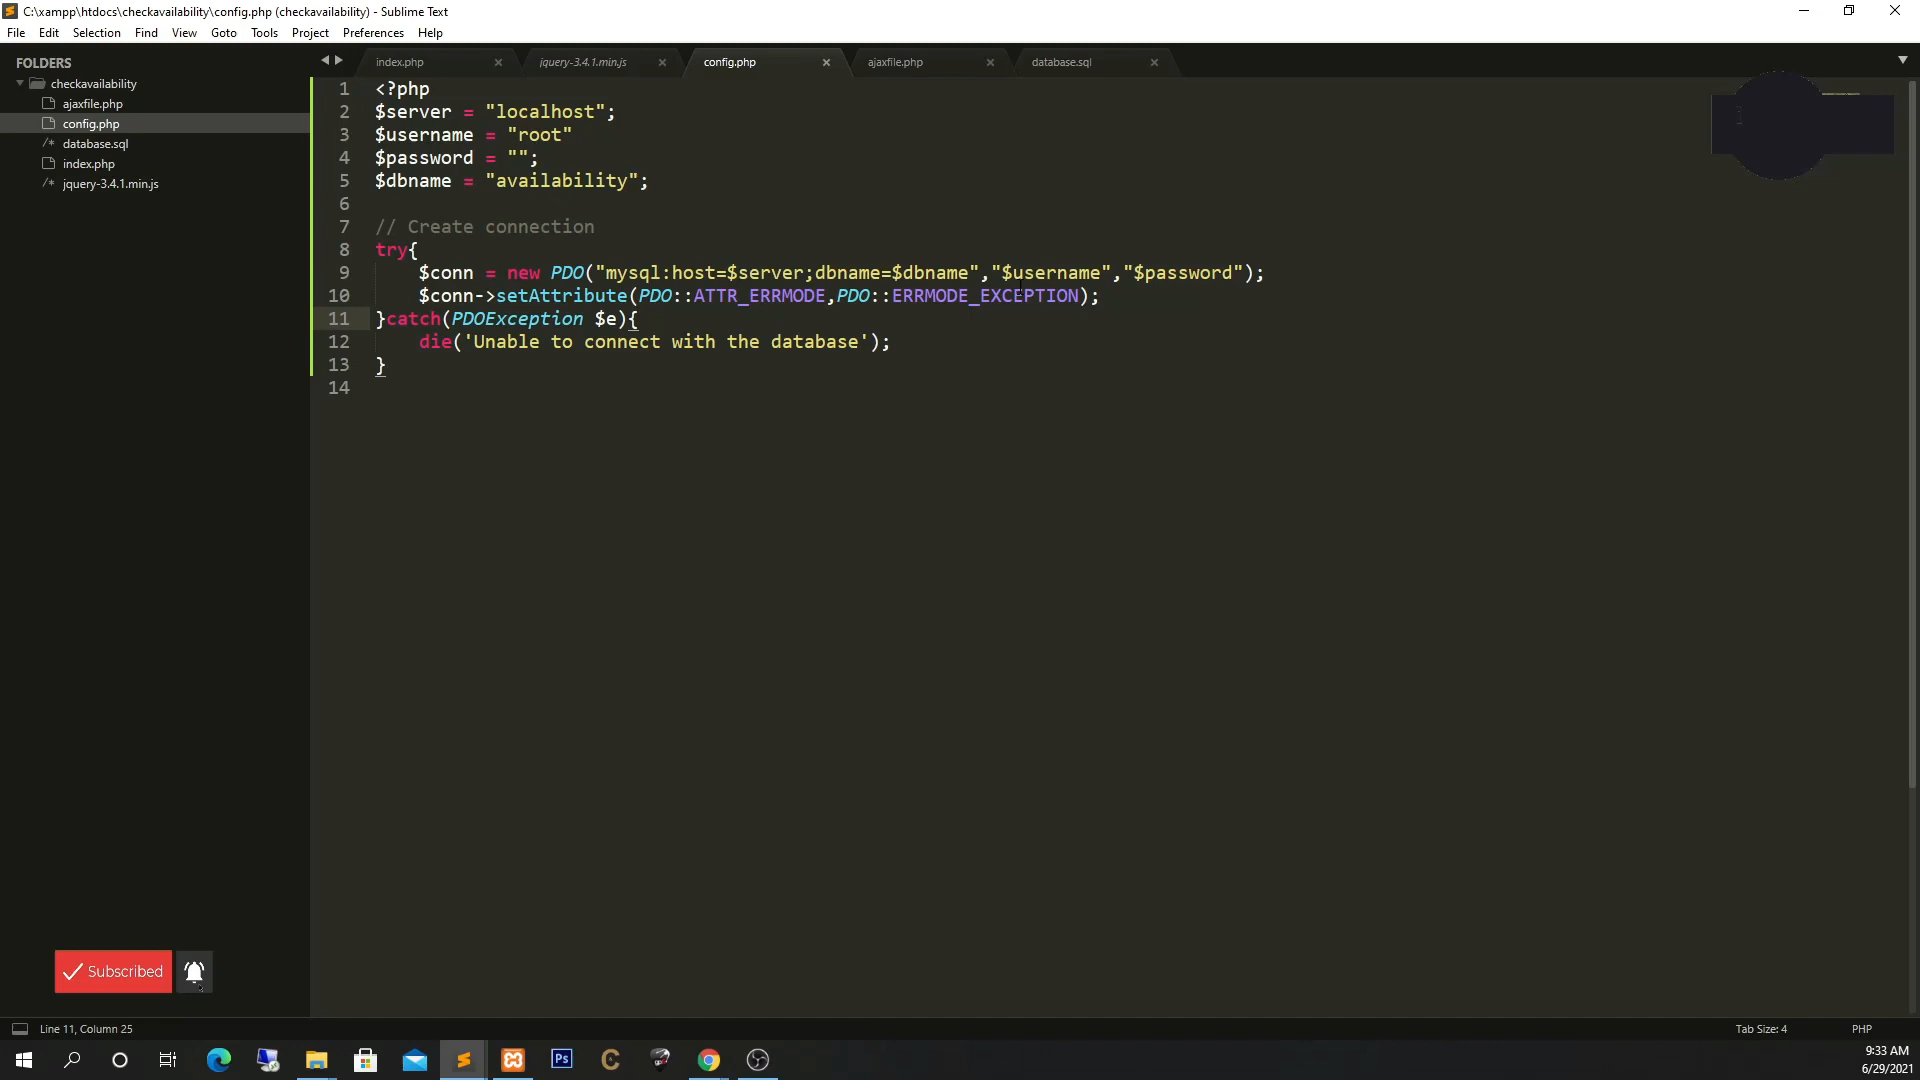 C:\xampp\htdocs\checkavailability\config.php (checkavailability) - Sublime Text
File Edit Selection Find View Goto Tools Project Preferences Help
FOLDERS
checkavailability
ajaxfile.php
config.php
database.sql
index.php
jquery-3.4.1.min.js
index.php jquery-3.4.1.min.js config.php ajaxfile.php database.sql
1 <?php
2 $server = "localhost";
3 $username = "root"
4 $password = "";
5 $dbname = "availability";
6
7 // Create connection
8 try{
9 $conn = new PDO("mysql:host=$server;dbname=$dbname","$username","$password");
10 $conn->setAttribute(PDO::ATTR_ERRMODE,PDO::ERRMODE_EXCEPTION);
11 }catch(PDOException $e){
12 die('Unable to connect with the database');
13 }
14
Subscribed
Line 11, Column 25
Tab Size: 4 PHP
Ps
9:33 AM
6/29/2021